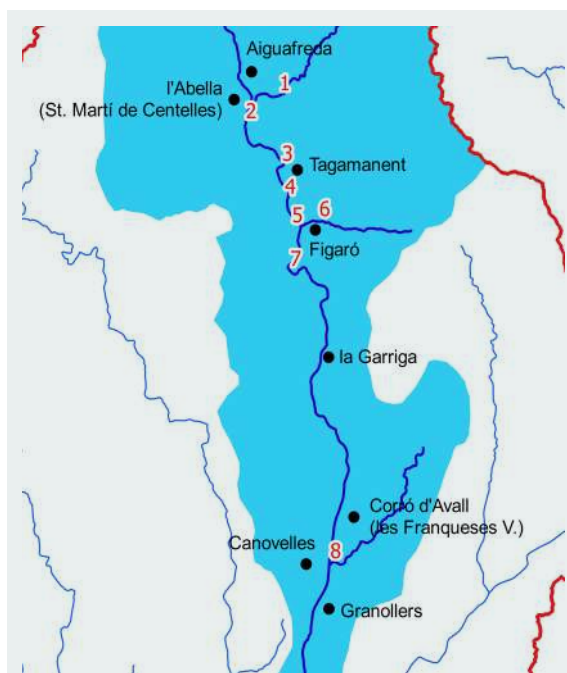 Aiguafreda
1
l'Abella
(St. Martí de Centelles)
2
3
Tagamanent
4
5
6
Figaró
7
la Garriga
Corró d'Avall
(les Franqueses V.)
8
Canovelles
Granollers